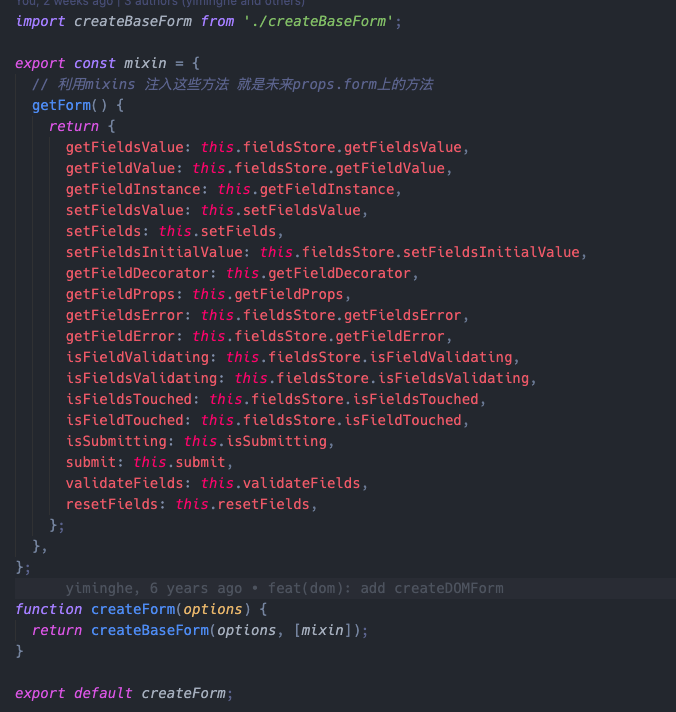 You, 2 weeks ago | 3 authors (yiminghe and others)
import createBaseForm from './createBaseForm';
export const mixin = {
// 利用mixins 注入这些方法 就是未来props.form上的方法
getForm() {
return {
getFieldsValue: this.fieldsStore.getFieldsValue,
getFieldValue: this.fieldsStore.getFieldValue,
getFieldInstance: this.getFieldInstance,
setFieldsValue: this.setFieldsValue,
setFields: this.setFields,
setFieldsInitialValue: this.fieldsStore.setFieldsInitialValue,
getFieldDecorator: this.getFieldDecorator,
getFieldProps: this.getFieldProps,
getFieldsError: this.fieldsStore.getFieldsError,
getFieldError: this.fieldsStore.getFieldError,
isFieldValidating: this.fieldsStore.isFieldValidating,
isFieldsValidating: this.fieldsStore.isFieldsValidating,
isFieldsTouched: this.fieldsStore.isFieldsTouched,
isFieldTouched: this.fieldsStore.isFieldTouched,
isSubmitting: this.isSubmitting,
submit: this.submit,
validateFields: this.validateFields,
resetFields: this.resetFields,
};
},
};
yiminghe, 6 years ago • feat(dom): add createDOMForm
function createForm(options) {
return createBaseForm(options, [mixin]);
}
export default createForm;